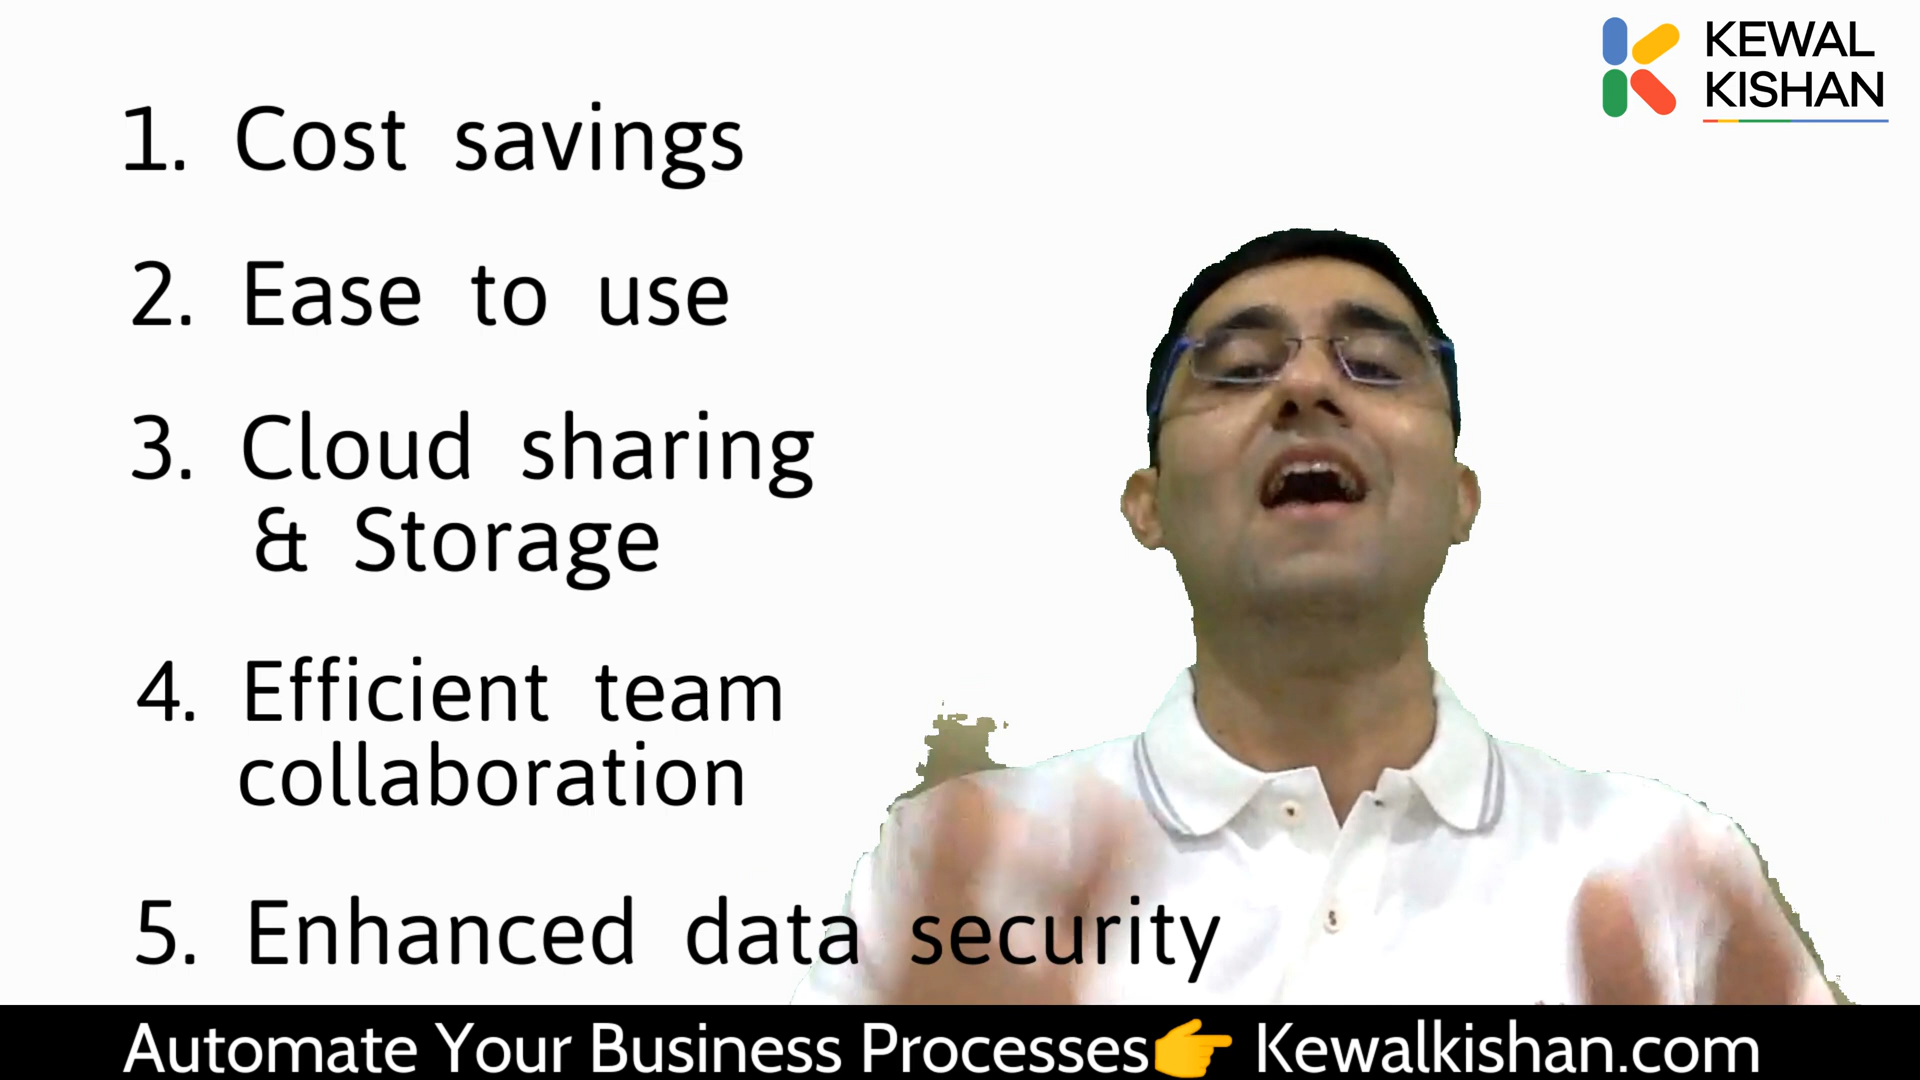 KEWAL
KISHAN
1. Cost savings
2. Ease to use
3. Cloud sharing
& Storage
4. Efficient team
collaboration
5. Enhanced data security
Automate Your Business Processes👉 Kewalkishan.com